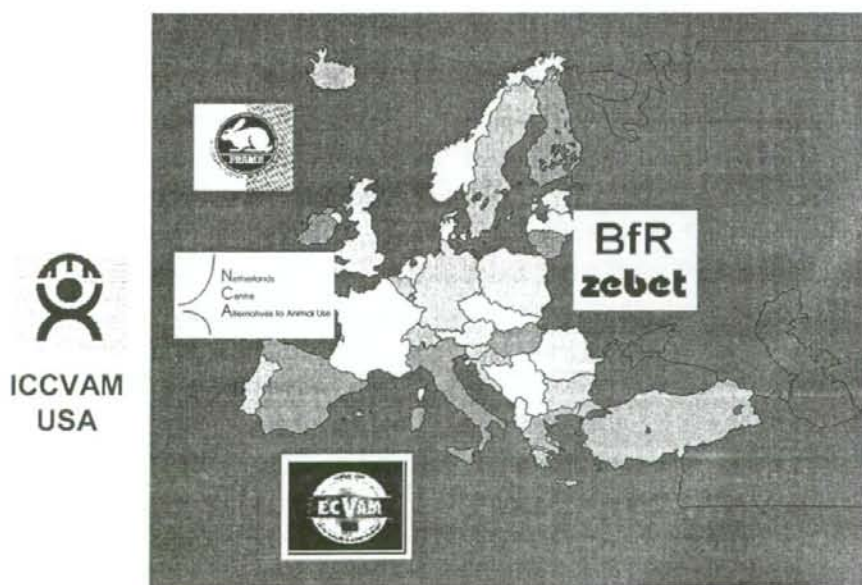 FRAME
Netherlands
Centre
Alternatives to Animal Use
BfR
zebet
ICCVAM
USA
ECVAM